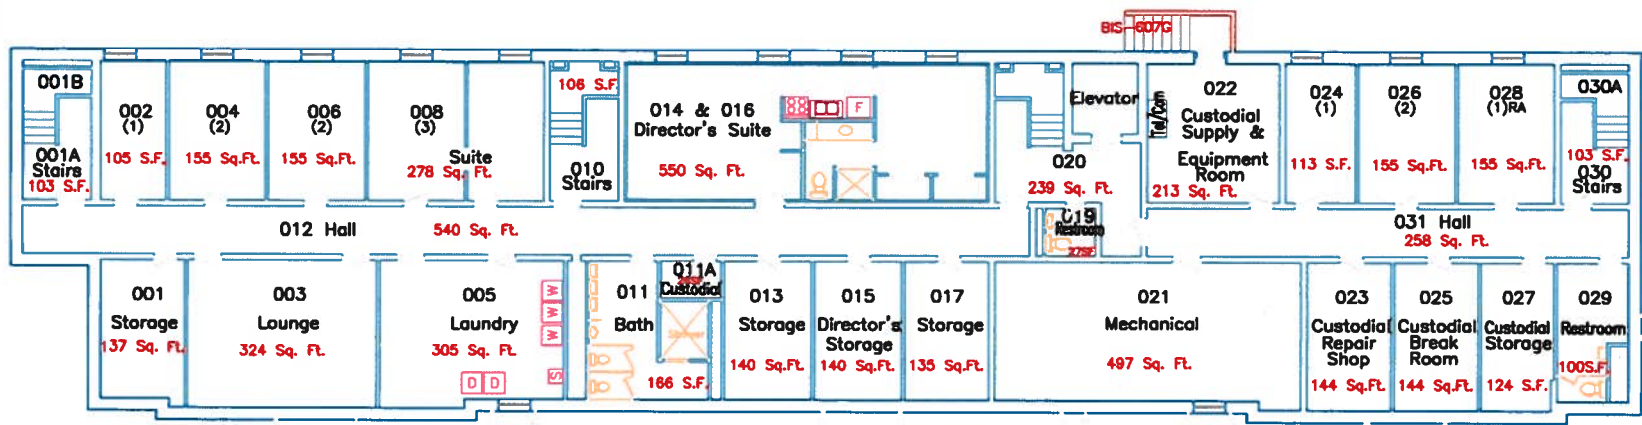 BIS-607G
001B
001A
Stairs
103 S.F.
002
(1)
105 S.F.
004
(2)
155 Sq.Ft.
006
(2)
155 Sq.Ft.
008
(3)
Suite
278 Sq. Ft.
106 S.F.
010
Stairs
014 & 016
Director's Suite
550 Sq. Ft.
F
Elevator
020
239 Sq. Ft.
Tel/Com
022
Custodial
Supply &
Equipment
Room
213 Sq. Ft.
024
(1)
113 S.F.
026
(2)
155 Sq.Ft.
028
(1)RA
155 Sq.Ft.
030A
103 S.F.
030
Stairs
012 Hall
540 Sq. Ft.
019
Restroom
27SF
031 Hall
258 Sq. Ft.
001
Storage
137 Sq. Ft.
003
Lounge
324 Sq. Ft.
005
Laundry
305 Sq. Ft.
W
W
W
D D
S
011
Bath
166 S.F.
011A
Custodial
013
Storage
140 Sq.Ft.
015
Director's
Storage
140 Sq.Ft.
017
Storage
135 Sq.Ft.
021
Mechanical
497 Sq. Ft.
023
Custodial
Repair
Shop
144 Sq.Ft.
025
Custodial
Break
Room
144 Sq.Ft.
027
Custodial
Storage
124 S.F.
029
Restroom
100S.F.